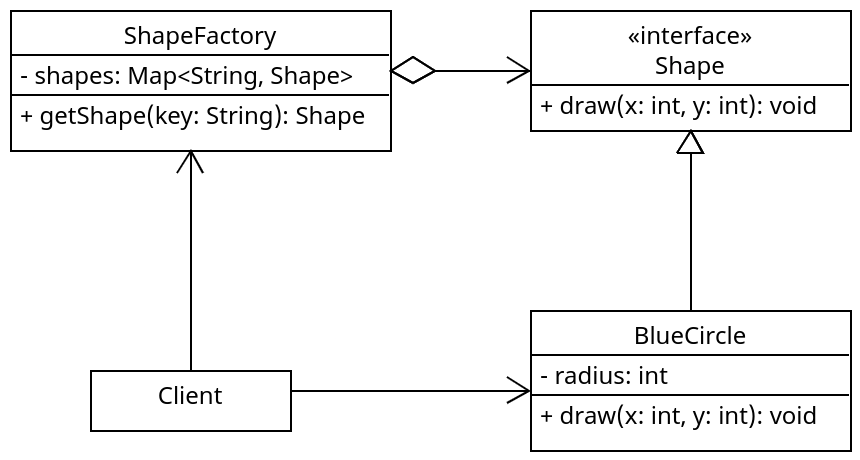 ShapeFactory
- shapes: Map<String, Shape>
+ getShape(key: String): Shape
«interface»
Shape
+ draw(x: int, y: int): void
Client
BlueCircle
- radius: int
+ draw(x: int, y: int): void